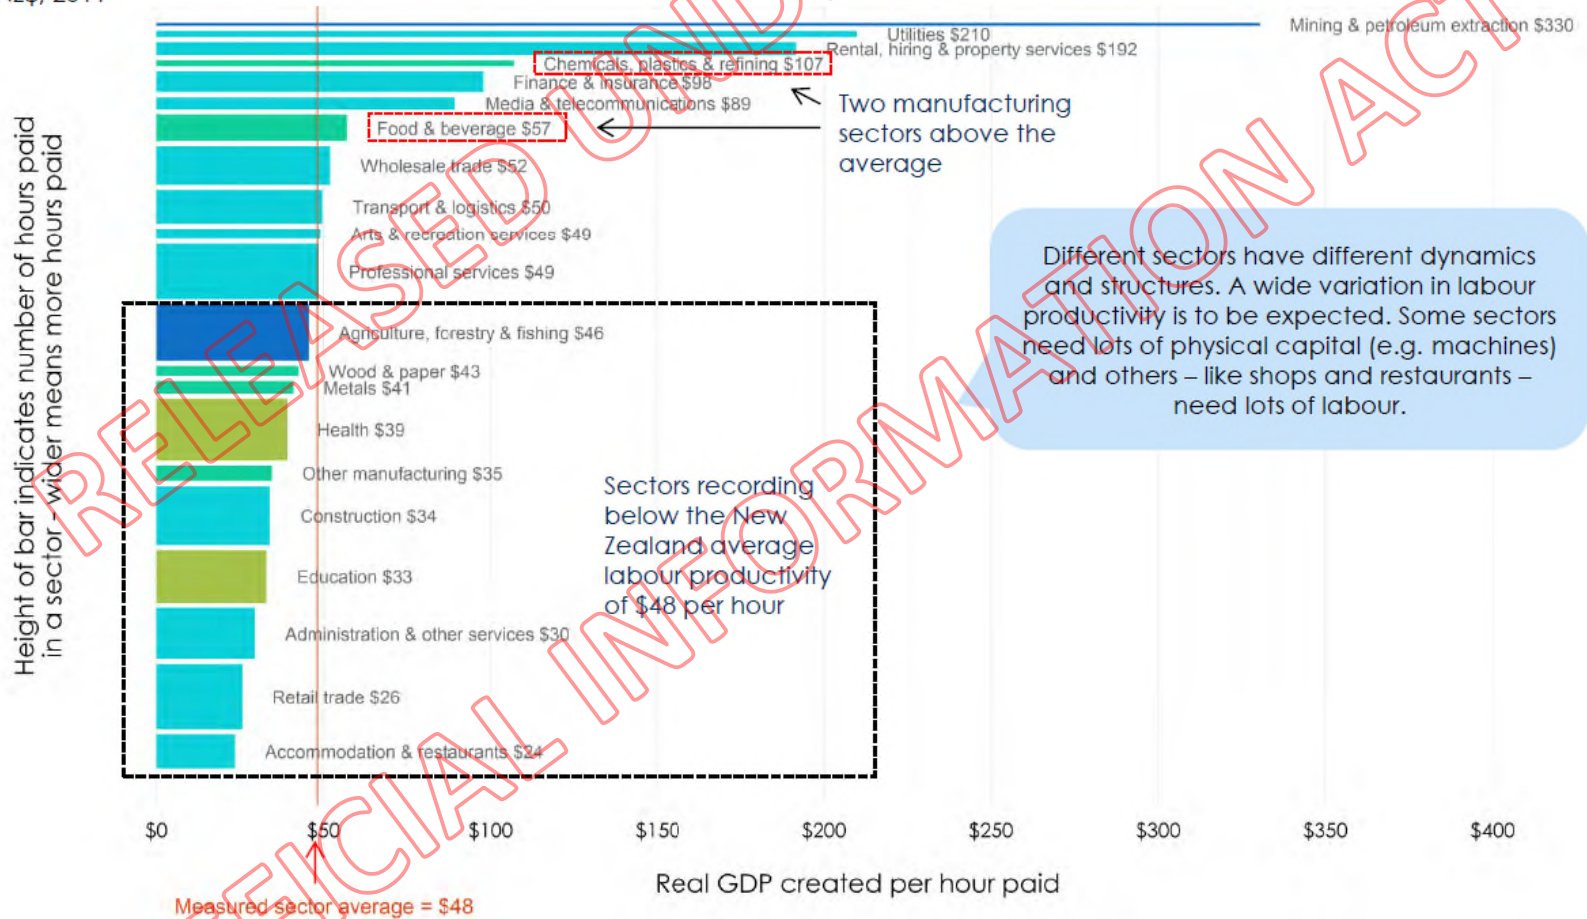 Mining & petroleum extraction $330
Utilities $210
Rental, hiring & property services $192
Chemicals, plastics & refining $107
Finance & insurance $98
Media & telecommunications $89
Food & beverage $57
Wholesale trade $52
Transport & logistics $50
Arts & recreation services $49
Professional services $49
Two manufacturing
sectors above the
average
Agriculture, forestry & fishing $46
Wood & paper $43
Metals $41
Health $39
Other manufacturing $35
Construction $34
Education $33
Administration & other services $30
Retail trade $26
Accommodation & restaurants $24
Sectors recording
below the New
Zealand average
labour productivity
of $48 per hour
Different sectors have different dynamics
and structures. A wide variation in labour
productivity is to be expected. Some sectors
need lots of physical capital (e.g. machines)
and others – like shops and restaurants –
need lots of labour.
Height of bar indicates number of hours paid
in a sector – wider means more hours paid
$0 $50 $100 $150 $200 $250 $300 $350 $400
Real GDP created per hour paid
Measured sector average = $48
RELEASED UND
ICIAL INFORMATION ACT